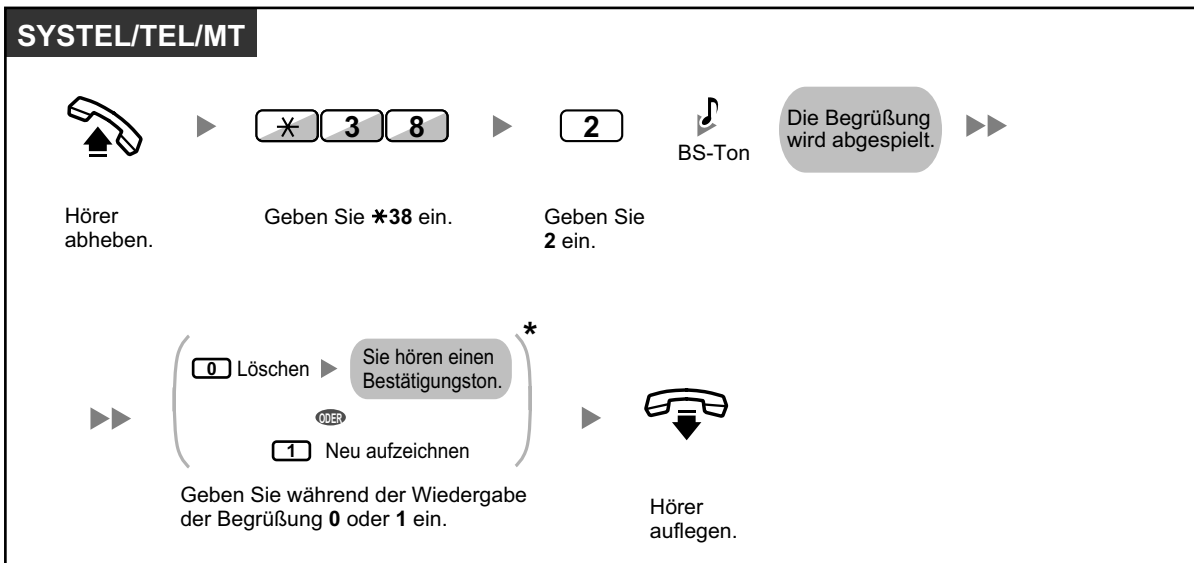 SYSTEL/TEL/MT
✳ 3 8
2
BS-Ton
Die Begrüßung
wird abgespielt.
Hörer
abheben.
Geben Sie ✳38 ein.
Geben Sie
2 ein.
*
0 Löschen
Sie hören einen
Bestätigungston.
ODER
1 Neu aufzeichnen
Geben Sie während der Wiedergabe
der Begrüßung 0 oder 1 ein.
Hörer
auflegen.